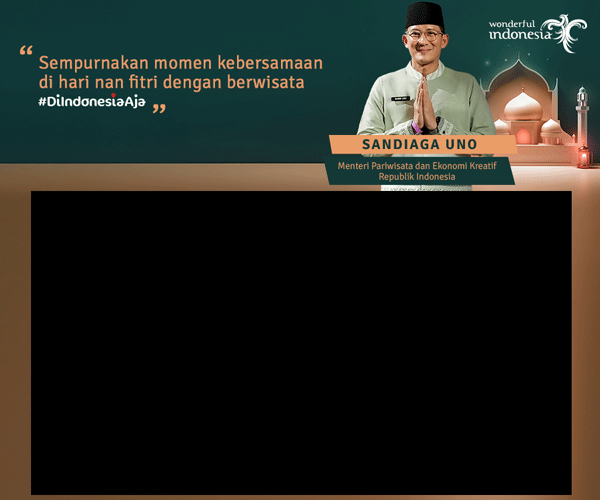 wonderful
indonesia
“
Sempurnakan momen kebersamaan
di hari nan fitri dengan berwisata
#DiIndonesiaAja
”
SANDIAGA UNO
Menteri Pariwisata dan Ekonomi Kreatif
Republik Indonesia